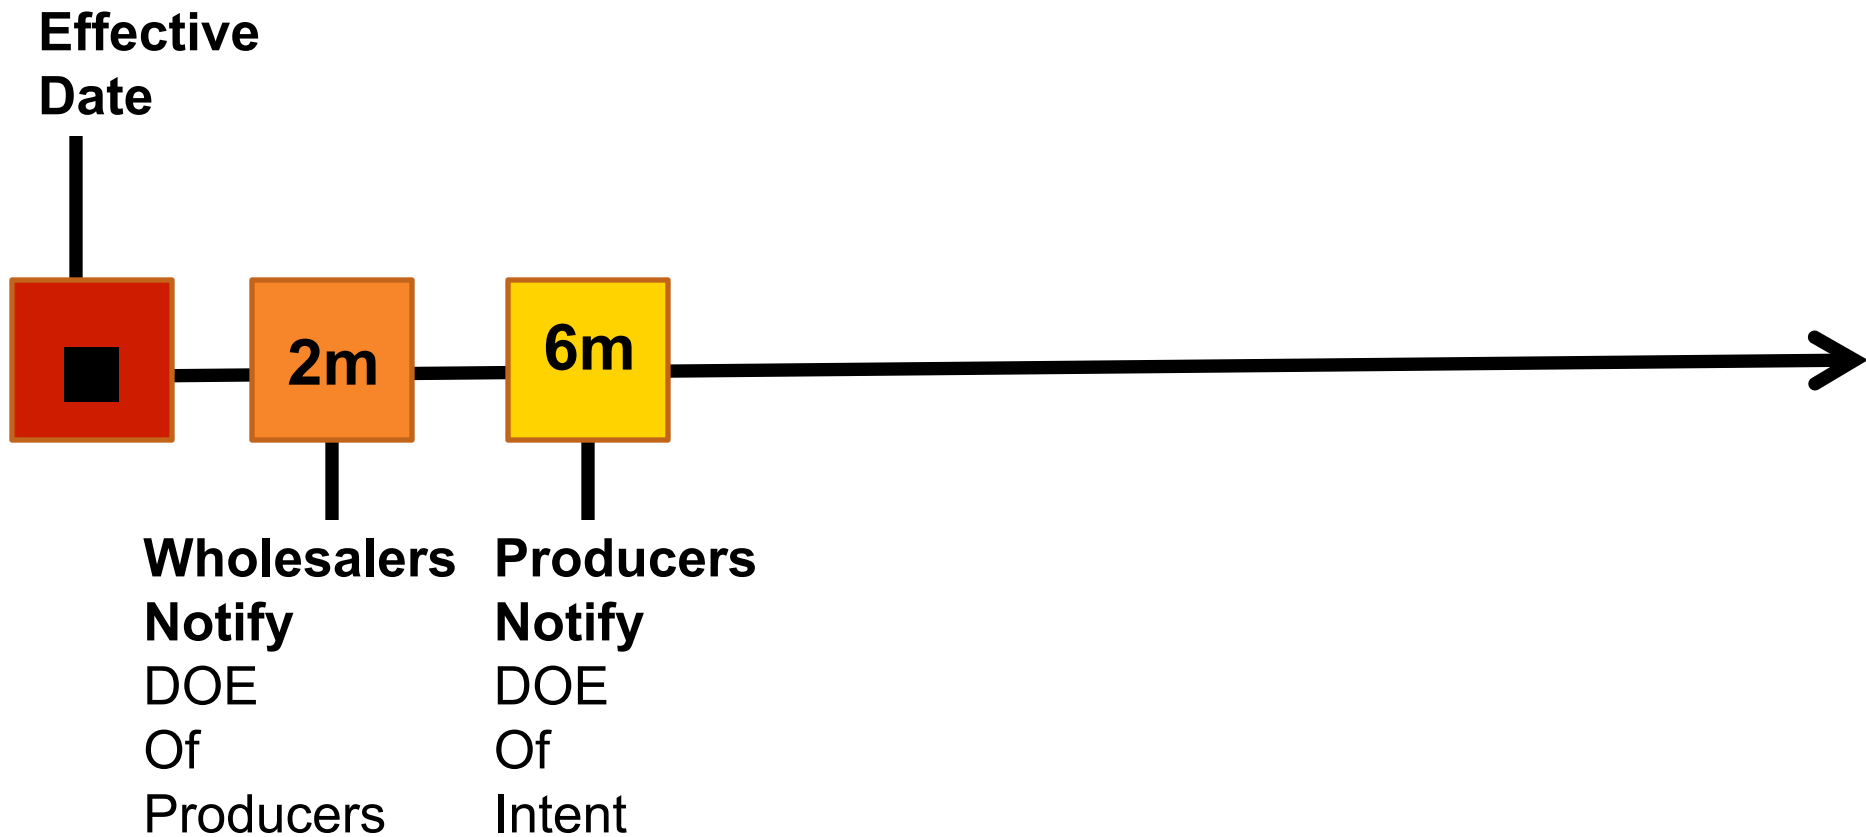 Effective
Date
2m
6m
Wholesalers
Notify
DOE
Of
Producers
Producers
Notify
DOE
Of
Intent